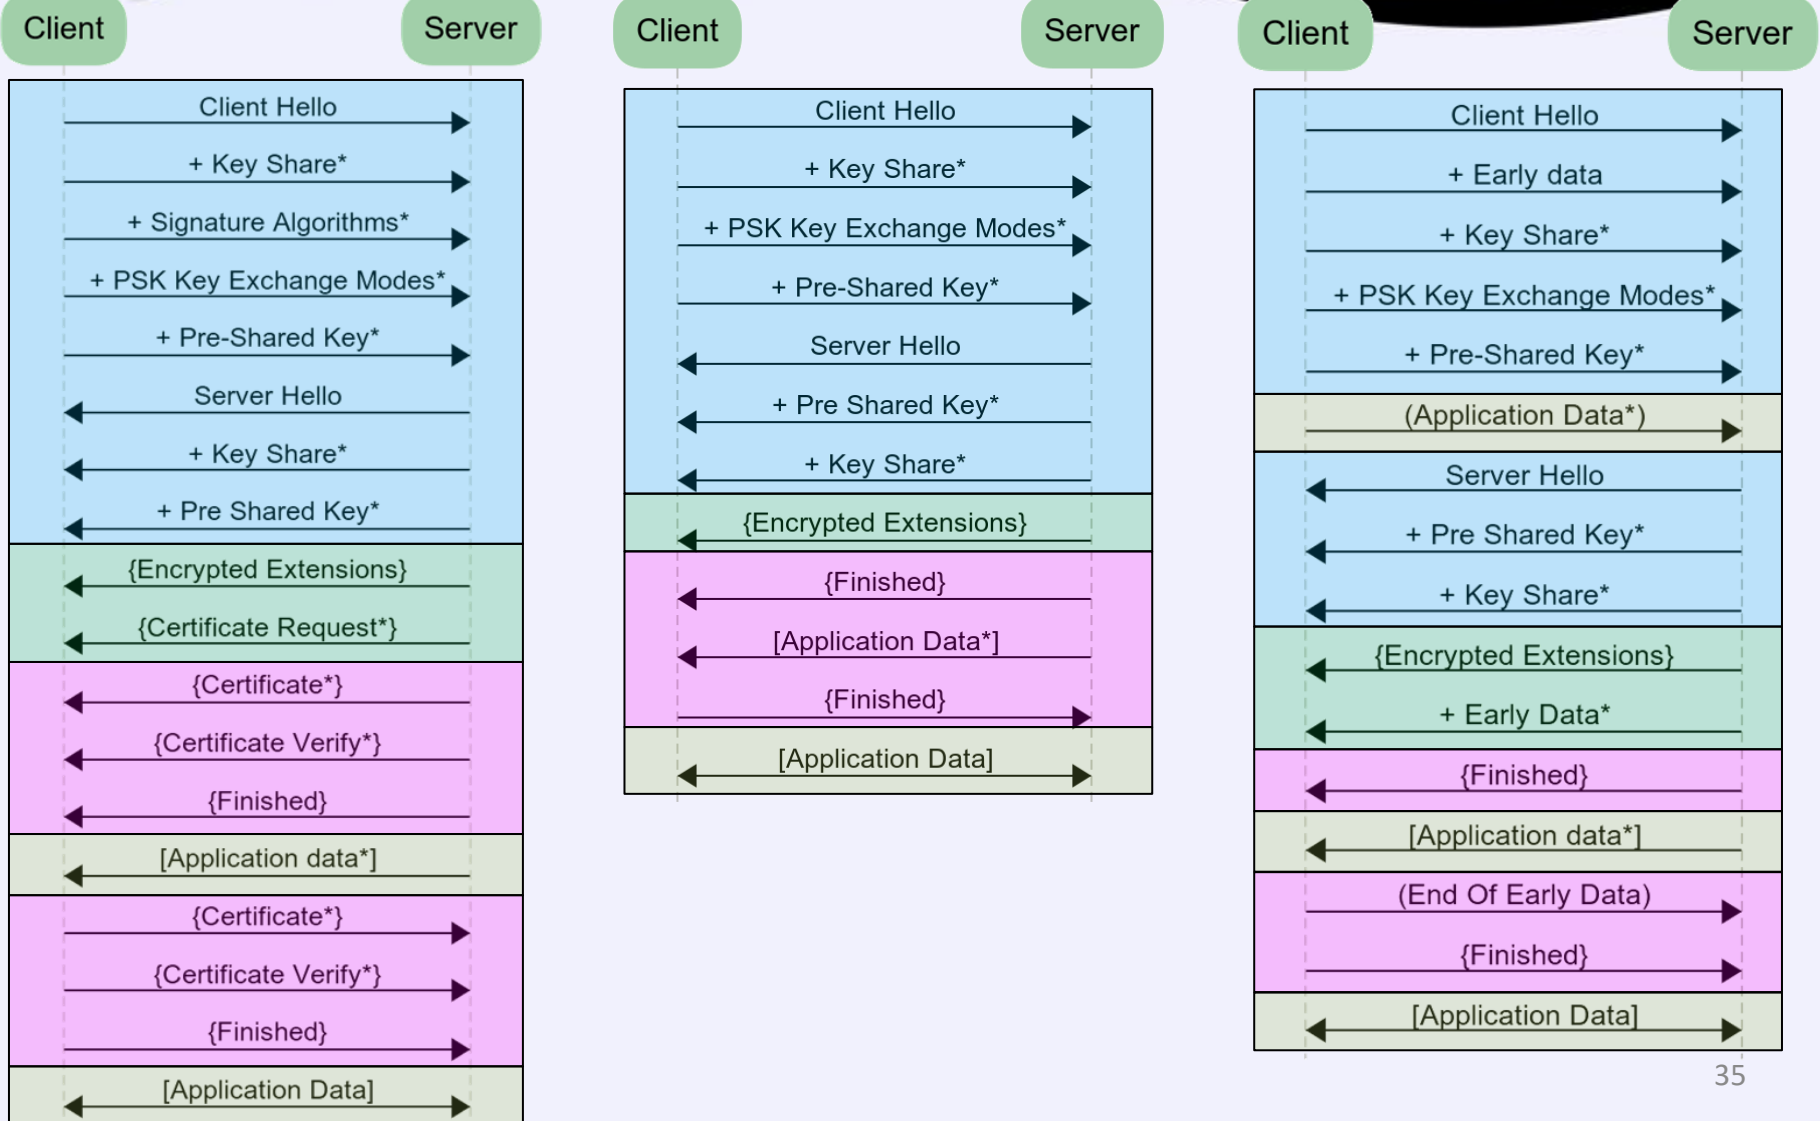 Client
Server
Client Hello
+ Key Share*
+ Signature Algorithms*
+ PSK Key Exchange Modes*
+ Pre-Shared Key*
Server Hello
+ Key Share*
+ Pre Shared Key*
{Encrypted Extensions}
{Certificate Request*}
{Certificate*}
{Certificate Verify*}
{Finished}
[Application data*]
{Certificate*}
{Certificate Verify*}
{Finished}
[Application Data]
Client
Server
Client Hello
+ Key Share*
+ PSK Key Exchange Modes*
+ Pre-Shared Key*
Server Hello
+ Pre Shared Key*
+ Key Share*
{Encrypted Extensions}
{Finished}
[Application Data*]
{Finished}
[Application Data]
Client
Server
Client Hello
+ Early data
+ Key Share*
+ PSK Key Exchange Modes*
+ Pre-Shared Key*
(Application Data*)
Server Hello
+ Pre Shared Key*
+ Key Share*
{Encrypted Extensions}
+ Early Data*
{Finished}
[Application data*]
(End Of Early Data)
{Finished}
[Application Data]
35